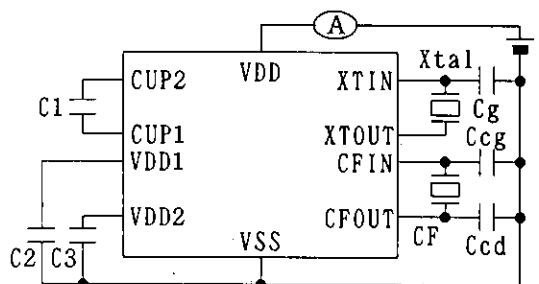 A
VDD
Xtal
CUP2
XTIN
C1
Cg
CUP1
XTOUT
Ccg
VDD1
CFIN
VDD2
CFOUT
C2
C3
VSS
CF
Ccd